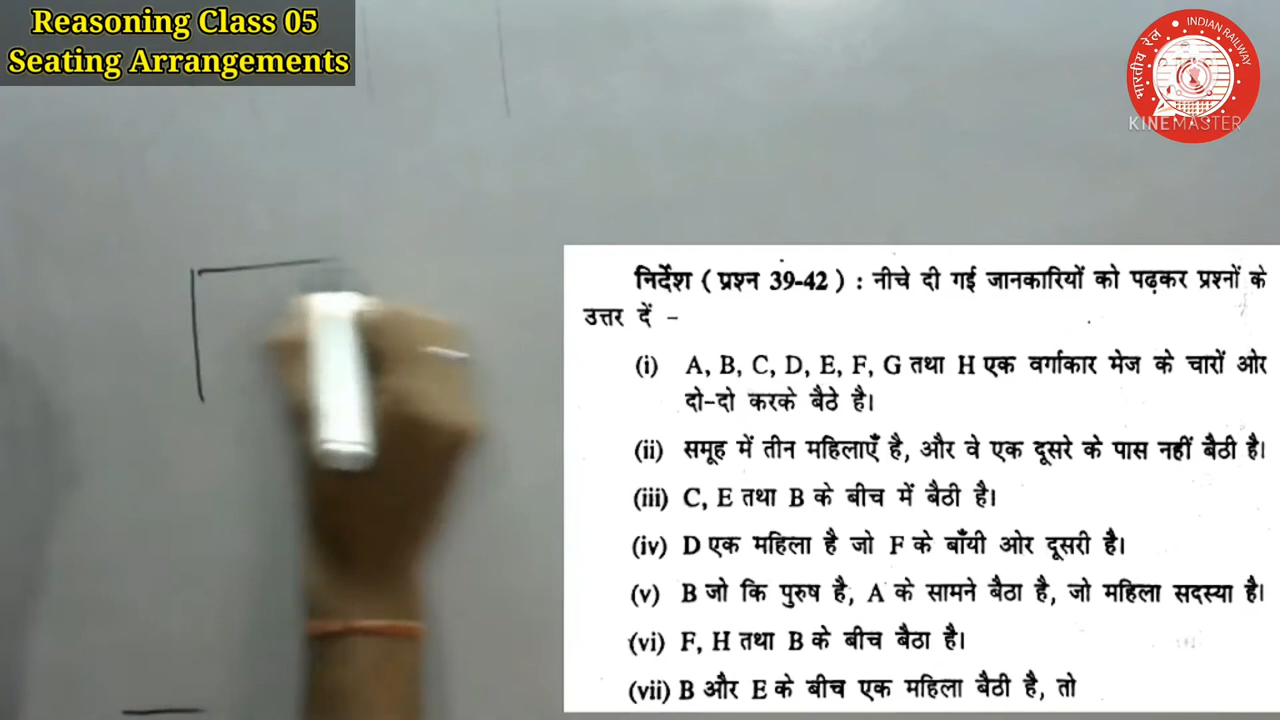 Reasoning Class 05
Seating Arrangements
भारतीय रेल
INDIAN RAILWAY
KINEMASTER
निर्देश ( प्रश्न 39-42 ) : नीचे दी गई जानकारियों को पढ़कर प्रश्नों के
उत्तर दें -
(i) A, B, C, D, E, F, G तथा H एक वर्गाकार मेज के चारों ओर
दो-दो करके बैठे है।
(ii) समूह में तीन महिलाएँ है, और वे एक दूसरे के पास नहीं बैठी है।
(iii) C, E तथा B के बीच में बैठी है।
(iv) D एक महिला है जो F के बाँयी ओर दूसरी है।
(v) B जो कि पुरुष है, A के सामने बैठा है, जो महिला सदस्या है।
(vi) F, H तथा B के बीच बैठा है।
(vii) B और E के बीच एक महिला बैठी है, तो